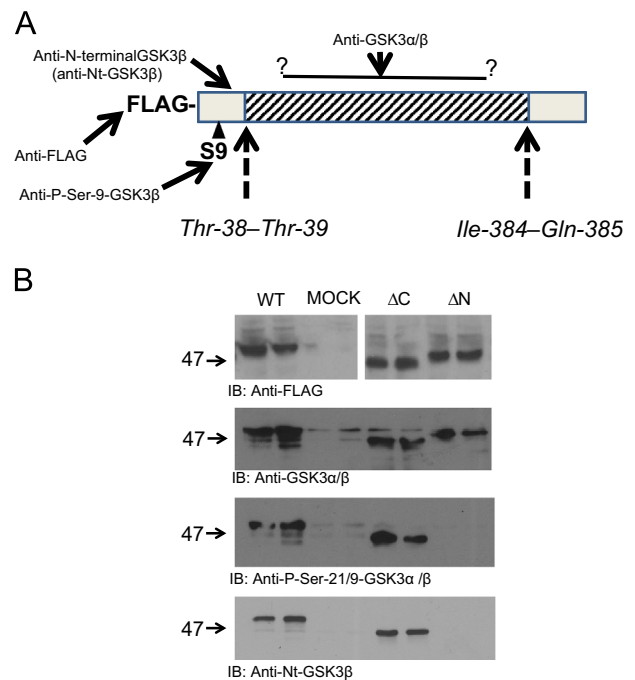 A
Anti-N-terminalGSK3β
(anti-Nt-GSK3β)
Anti-GSK3α/β
? ?
FLAG-
Anti-FLAG
S9
Anti-P-Ser-9-GSK3β
Thr-38–Thr-39
Ile-384–Gln-385
B
WT MOCK ΔC ΔN
47
IB: Anti-FLAG
47
IB: Anti-GSK3α/β
47
IB: Anti-P-Ser-21/9-GSK3α /β
47
IB: Anti-Nt-GSK3β